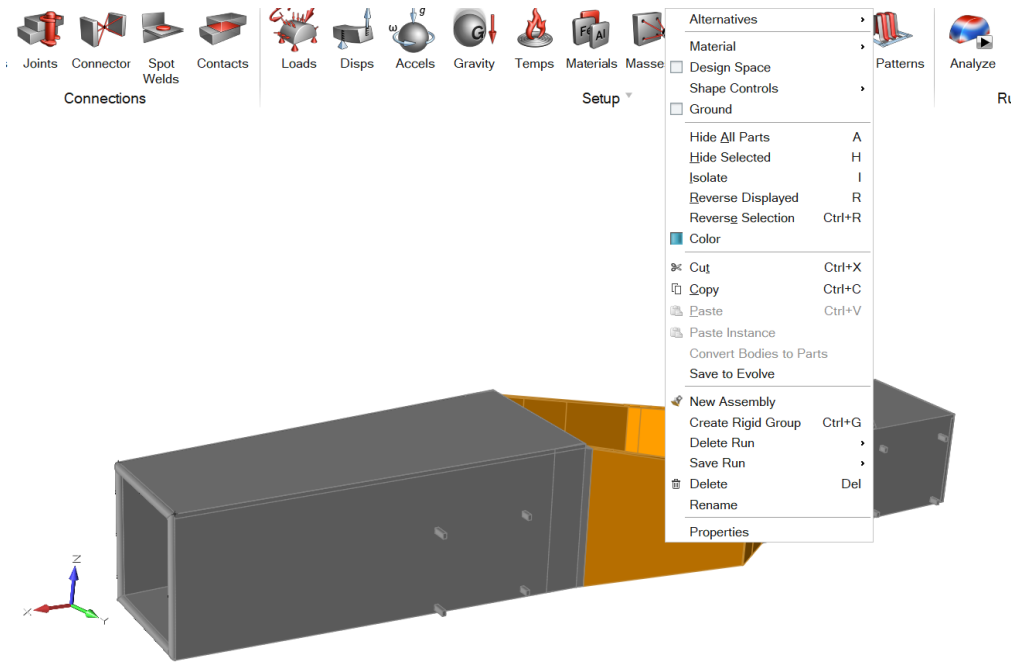 Joints
Connector
Spot
Welds
Contacts
Connections
Loads
Disps
ω
g
Accels
G
Gravity
Temps
Fe
Al
Materials
Masse
Setup
Patterns
Analyze
Ru
Alternatives
Material
Design Space
Shape Controls
Ground
Hide All Parts A
Hide Selected H
Isolate I
Reverse Displayed R
Reverse Selection Ctrl+R
Color
Cut Ctrl+X
Copy Ctrl+C
Paste Ctrl+V
Paste Instance
Convert Bodies to Parts
Save to Evolve
New Assembly
Create Rigid Group Ctrl+G
Delete Run
Save Run
Delete Del
Rename
Properties
Z
X
Y